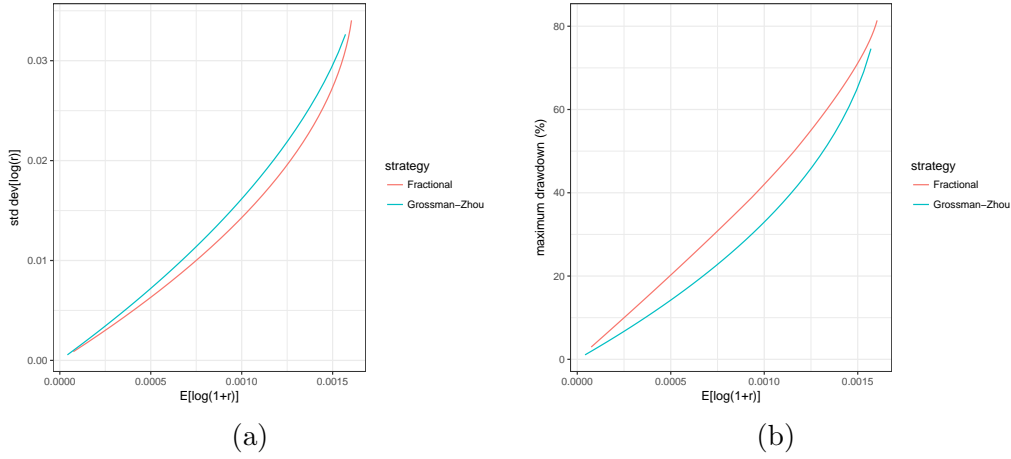 0.03
0.02
0.01
0.00
std dev[log(r)]
0.0000
0.0005
0.0010
0.0015
E[log(1+r)]
strategy
Fractional
Grossman−Zhou
(a)
80
60
40
20
0
maximum drawdown (%)
0.0000
0.0005
0.0010
0.0015
E[log(1+r)]
strategy
Fractional
Grossman−Zhou
(b)